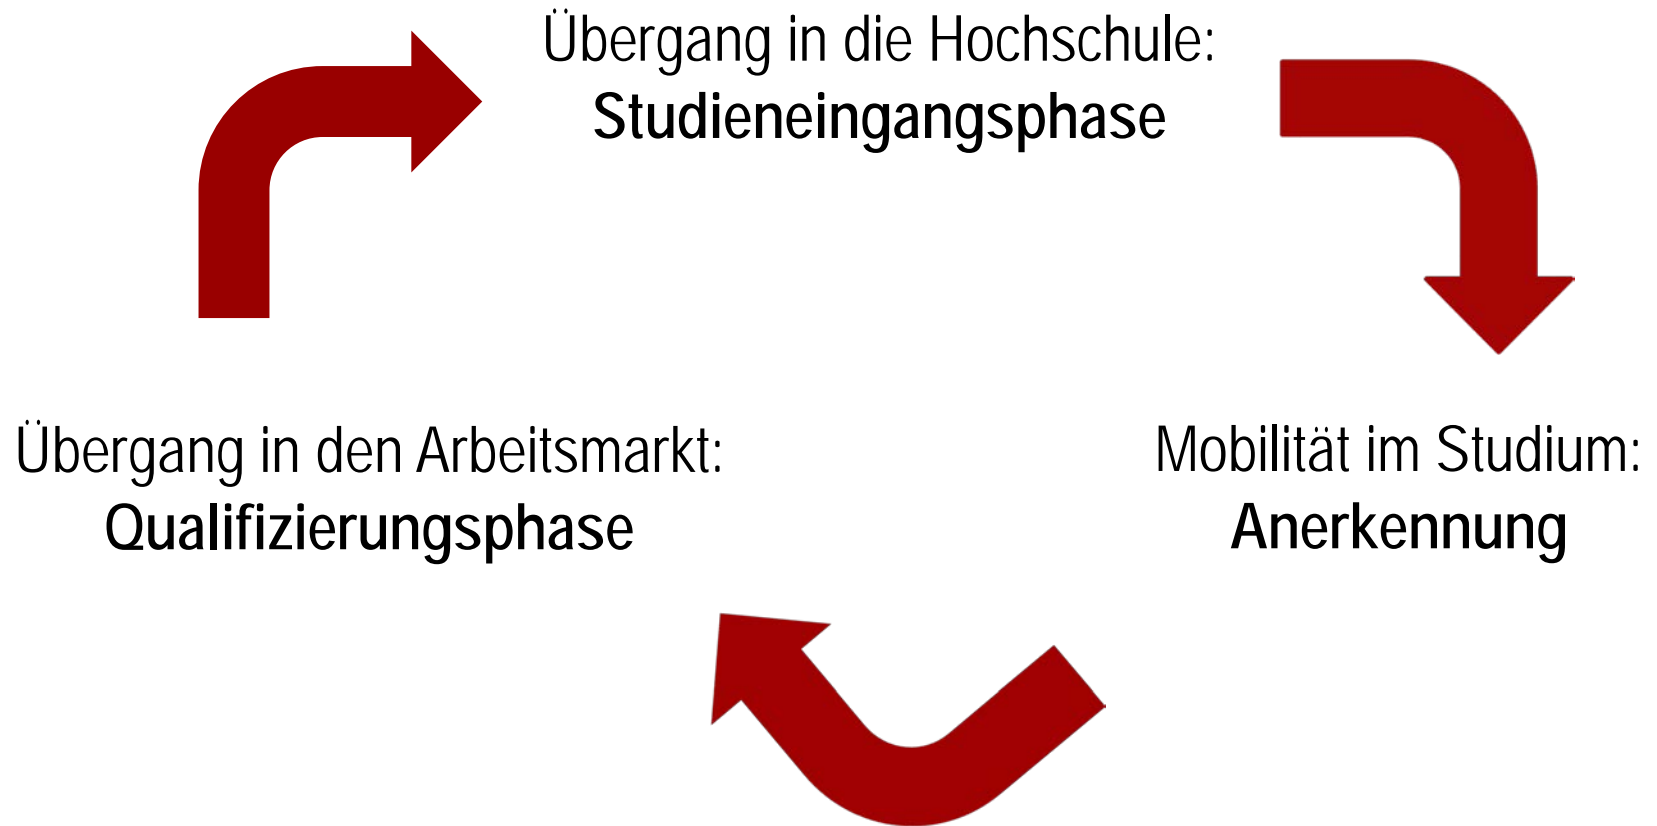 Übergang in die Hochschule:
Studieneingangsphase
Übergang in den Arbeitsmarkt:
Qualifizierungsphase
Mobilität im Studium:
Anerkennung